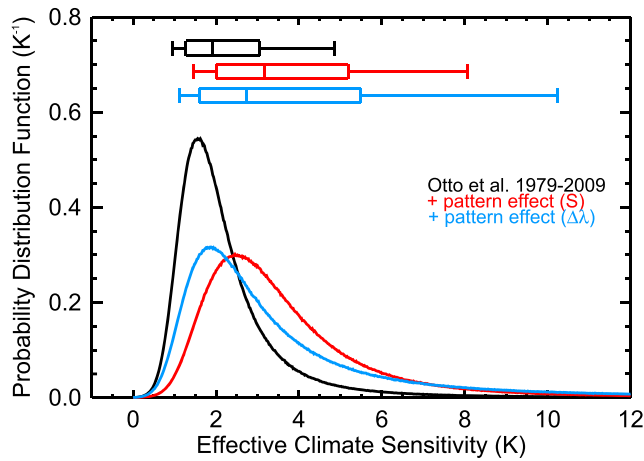 Probability Distribution Function (K⁻¹)
0.8
0.6
0.4
0.2
0.0
Otto et al. 1979-2009
+ pattern effect (S)
+ pattern effect (Δλ)
0 2 4 6 8 10 12
Effective Climate Sensitivity (K)